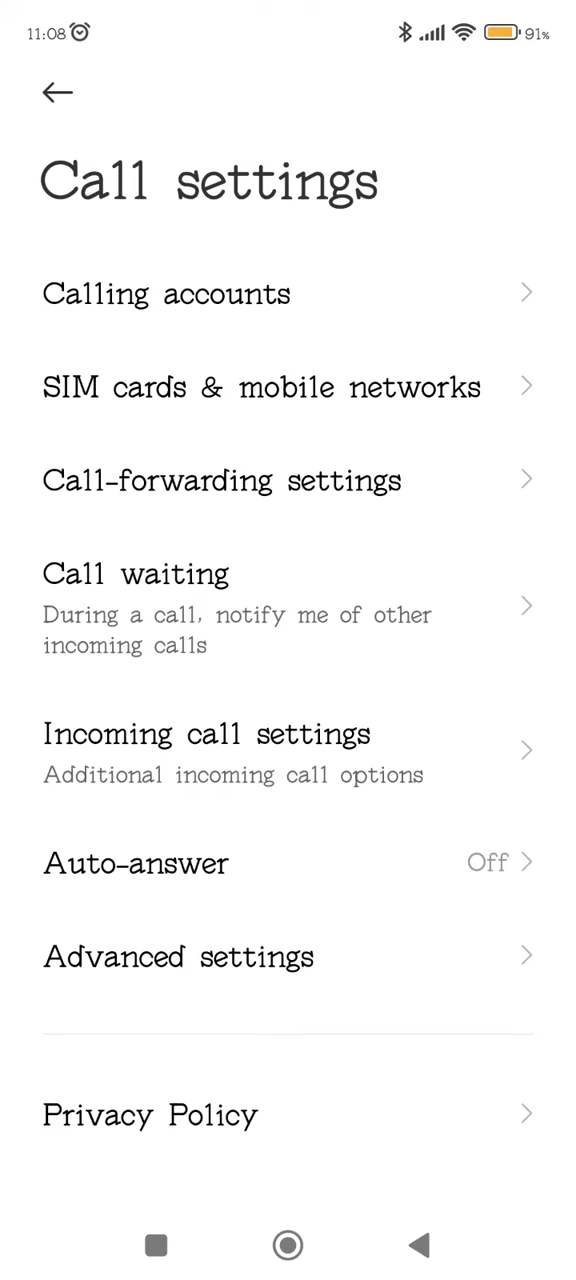 11:08 91%
Call settings
Calling accounts
SIM cards & mobile networks
Call-forwarding settings
Call waiting
During a call, notify me of other
incoming calls
Incoming call settings
Additional incoming call options
Auto-answer Off
Advanced settings
Privacy Policy